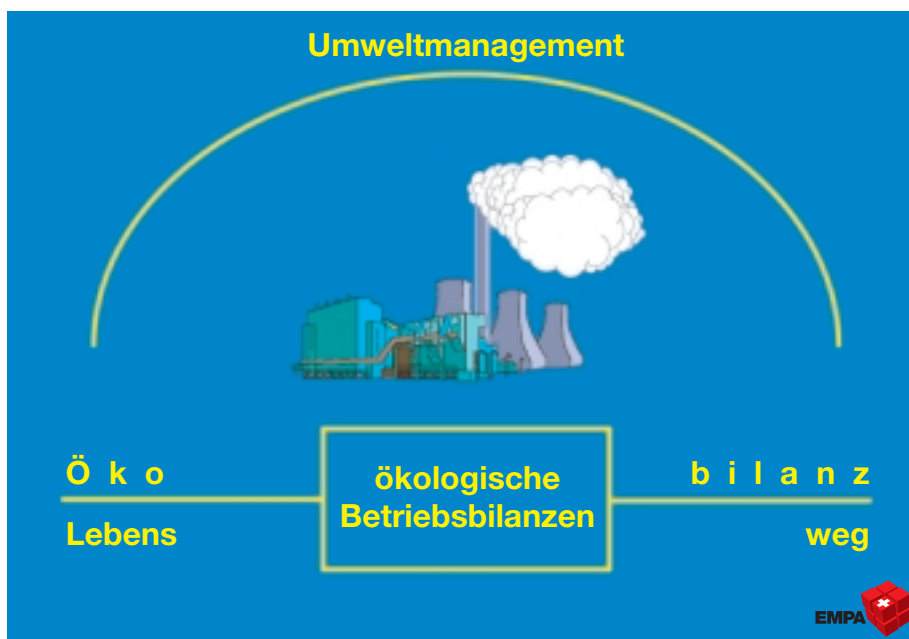 Umweltmanagement
Ö k o
b i l a n z
ökologische
Betriebsbilanzen
Lebens
weg
EMPA